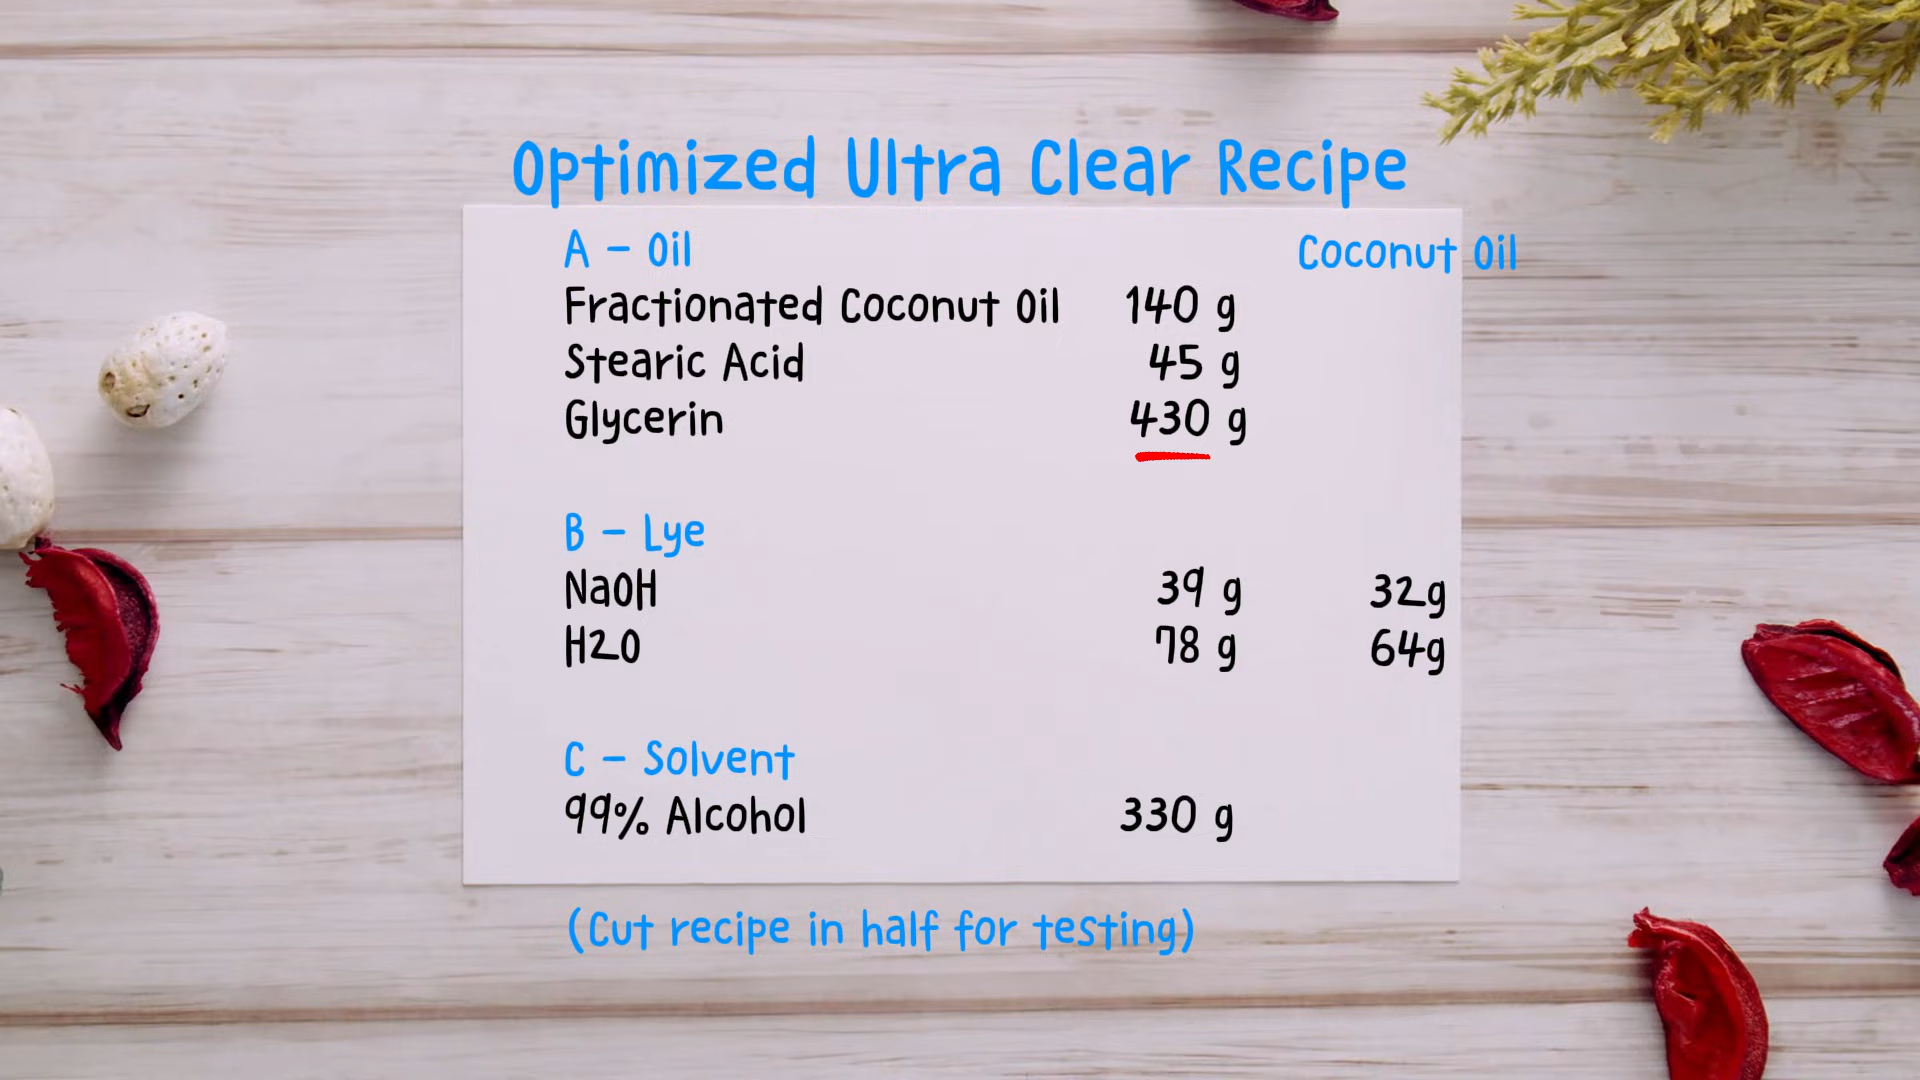 Optimized Ultra Clear Recipe
A – Oil Coconut Oil
Fractionated Coconut Oil 140 g
Stearic Acid 45 g
Glycerin 430 g
B – Lye
NaOH 39 g 32g
H2O 78 g 64g
C – Solvent
99% Alcohol 330 g
(Cut recipe in half for testing)